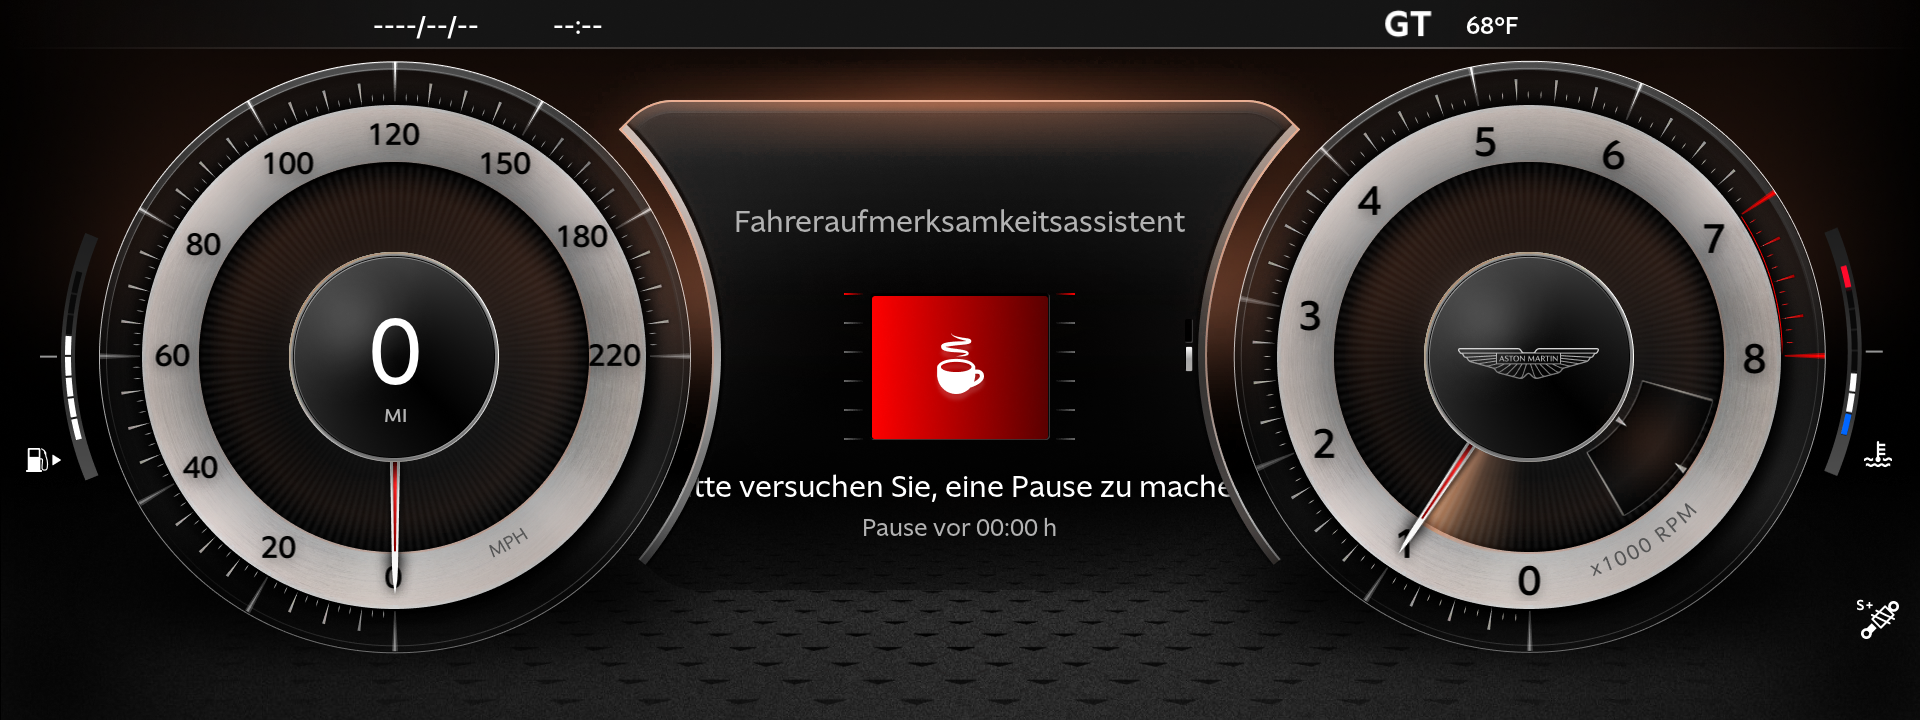 ----/--/--
--:--
GT
68°F
0
20
40
60
80
100
120
150
180
220
MPH
0
MI
Fahreraufmerksamkeitsassistent
tte versuchen Sie, eine Pause zu mache
Pause vor 00:00 h
0
1
2
3
4
5
6
7
8
x1000 RPM
ASTON MARTIN
S+